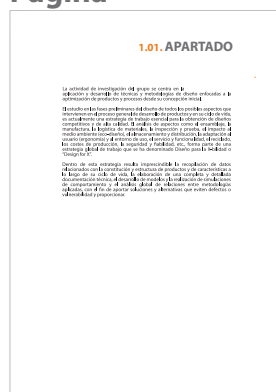 Página
1.01. APARTADO
La actividad de investigación del grupo se centra en la
aplicación y desarrollo de técnicas y metodologías de diseño enfocadas a la
optimización de productos y procesos desde su concepción inicial.
El estudio en las fases preliminares del diseño de todos los posibles aspectos que
intervienen en el proceso general de desarrollo de productos y en su ciclo de vida,
es actualmente una estrategia de trabajo esencial para la obtención de diseños
competitivos y de alta calidad. El análisis de aspectos como el ensamblaje, la
manufactura, la logística de materiales, la inspección y prueba, el impacto al
medio ambiente (eco-diseño), el almacenamiento y distribución, la adaptación al
usuario (ergonomía) y al entorno de uso, el servicio y funcionalidad, el reciclado,
los costes de producción, la seguridad y fiabilidad, etc. forma parte de una
estrategia global de trabajo que se ha denominado Diseño para la X-bilidad o
"Design for X".
Dentro de esta estrategia resulta imprescindible la recopilación de datos
relacionados con la constitución y estructuras de productos y de características a
lo largo de su ciclo de vida, la elaboración de una completa y detallada
documentación técnica, el desarrollo de modelos y la realización de simulaciones
de comportamiento y el análisis global de relaciones entre metodologías
aplicadas, con el fin de aportar soluciones y alternativas que eviten defectos o
vulnerabilidad y proporcionar